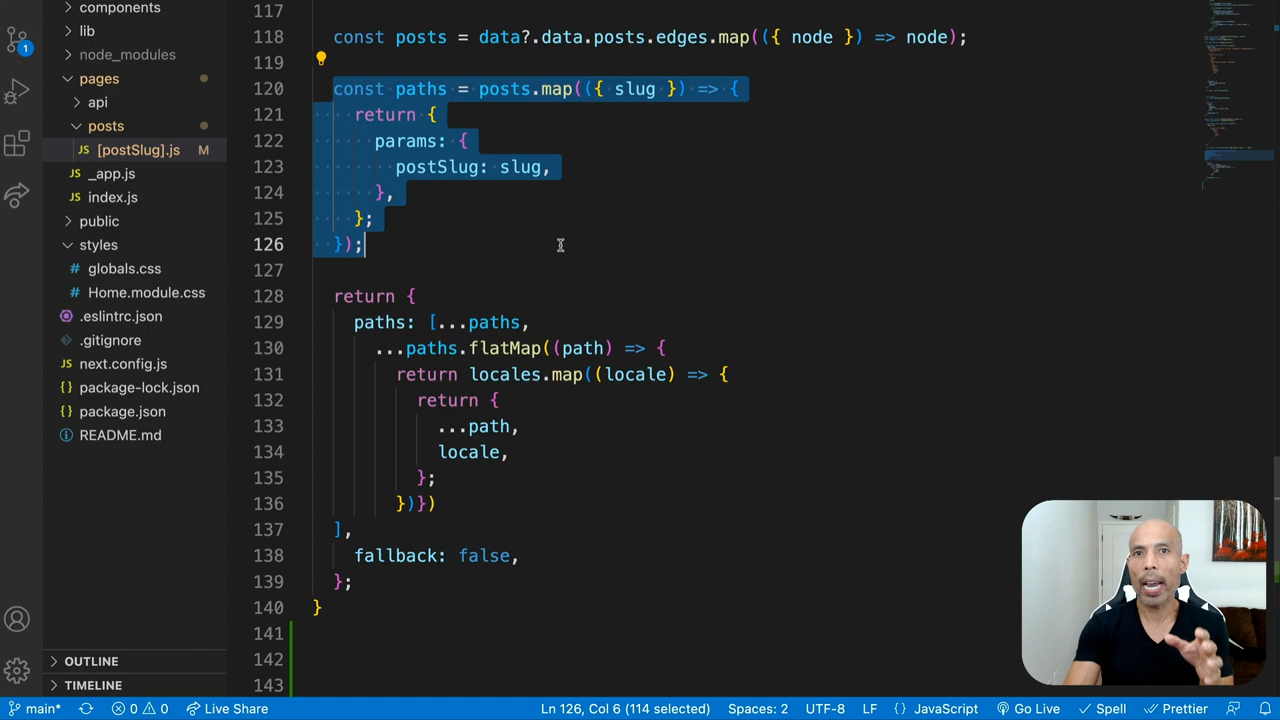 components
lib
node_modules
pages
api
posts
JS [postSlug].js M
JS _app.js
JS index.js
public
styles
# globals.css
# Home.module.css
.eslintrc.json
.gitignore
JS next.config.js
{} package-lock.json
{} package.json
README.md
OUTLINE
TIMELINE
1
117
118 const posts = data?.data.posts.edges.map(({ node }) => node);
119
120 const paths = posts.map(({ slug }) => {
121 return {
122 params: {
123 postSlug: slug,
124 },
125 };
126 });
127
128 return {
129 paths: [...paths,
130 ...paths.flatMap((path) => {
131 return locales.map((locale) => {
132 return {
133 ...path,
134 locale,
135 };
136 })})
137 ],
138 fallback: false,
139 };
140 }
141
142
143
main* 0 0 Live Share Ln 126, Col 6 (114 selected) Spaces: 2 UTF-8 LF {} JavaScript Go Live Spell Prettier